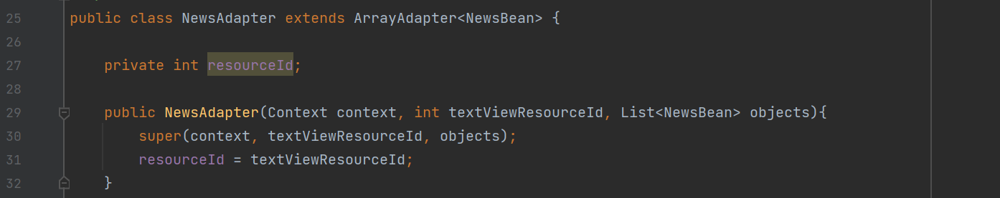 25 public class NewsAdapter extends ArrayAdapter<NewsBean> {
26
27 private int resourceId;
28
29 public NewsAdapter(Context context, int textViewResourceId, List<NewsBean> objects){
30 super(context, textViewResourceId, objects);
31 resourceId = textViewResourceId;
32 }